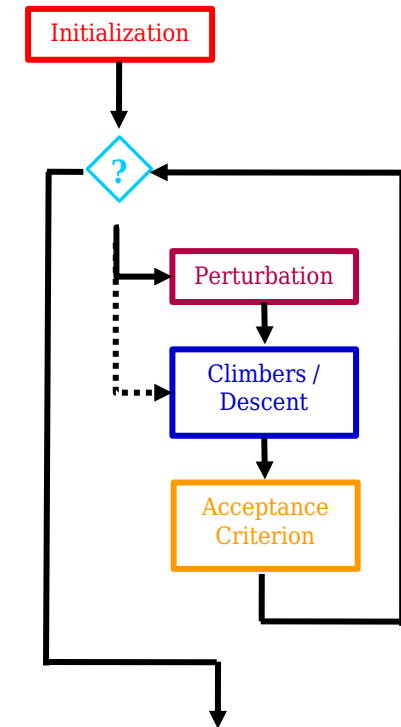 Initialization
?
Perturbation
Climbers /
Descent
Acceptance
Criterion